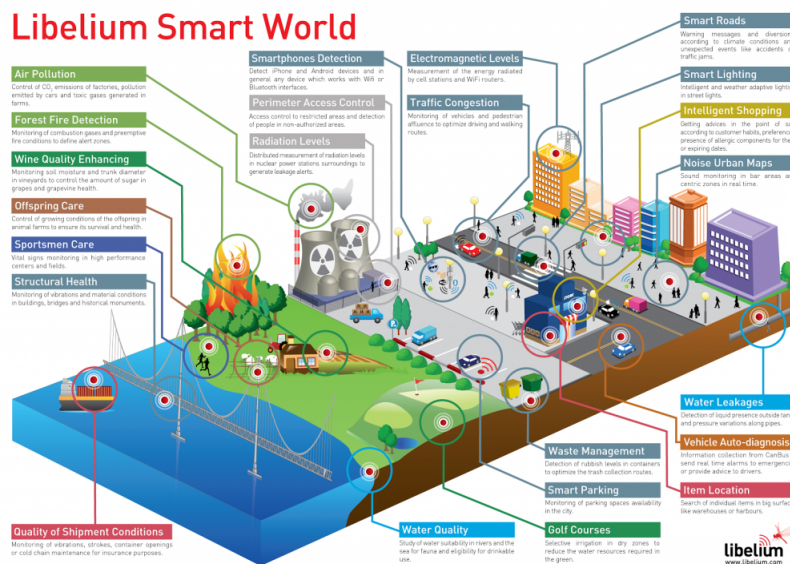 Libelium Smart World
Air Pollution
Control of CO₂ emissions of factories, pollution
emitted by cars and toxic gases generated in
farms.
Forest Fire Detection
Monitoring of combustion gases and preemptive
fire conditions to define alert zones.
Wine Quality Enhancing
Monitoring soil moisture and trunk diameter
in vineyards to control the amount of sugar in
grapes and grapevine health.
Offspring Care
Control of growing conditions of the offspring in
animal farms to ensure its survival and health.
Sportsmen Care
Vital signs monitoring in high performance
centers and fields.
Structural Health
Monitoring of vibrations and material conditions
in buildings, bridges and historical monuments.
Quality of Shipment Conditions
Monitoring of vibrations, strokes, container openings
or cold chain maintenance for insurance purposes.
Smartphones Detection
Detect iPhone and Android devices and in
general any device which works with Wifi or
Bluetooth interfaces.
Perimeter Access Control
Access control to restricted areas and detection
of people in non-authorized areas.
Radiation Levels
Distributed measurement of radiation levels
in nuclear power stations surroundings to
generate leakage alerts.
Electromagnetic Levels
Measurement of the energy radiated
by cell stations and WiFi routers.
Traffic Congestion
Monitoring of vehicles and pedestrian
affluence to optimize driving and walking
routes.
Smart Roads
Warning messages and diversion
according to climate conditions an
unexpected events like accidents o
traffic jams.
Smart Lighting
Intelligent and weather adaptive lightin
in street lights.
Intelligent Shopping
Getting advices in the point of sa
according to customer habits, preference
presence of allergic components for the
or expiring dates.
Noise Urban Maps
Sound monitoring in bar areas a
centric zones in real time.
Water Leakages
Detection of liquid presence outside tan
and pressure variations along pipes.
Vehicle Auto-diagnosis
Information collection from CanBus
send real time alarms to emergencie
or provide advice to drivers.
Item Location
Search of individual items in big surfac
like warehouses or harbours.
Waste Management
Detection of rubbish levels in containers
to optimize the trash collection routes.
Smart Parking
Monitoring of parking spaces availability
in the city.
Golf Courses
Selective irrigation in dry zones to
reduce the water resources required in
the green.
Water Quality
Study of water suitability in rivers and the
sea for fauna and eligibility for drinkable
use.
libelium
www.libelium.com